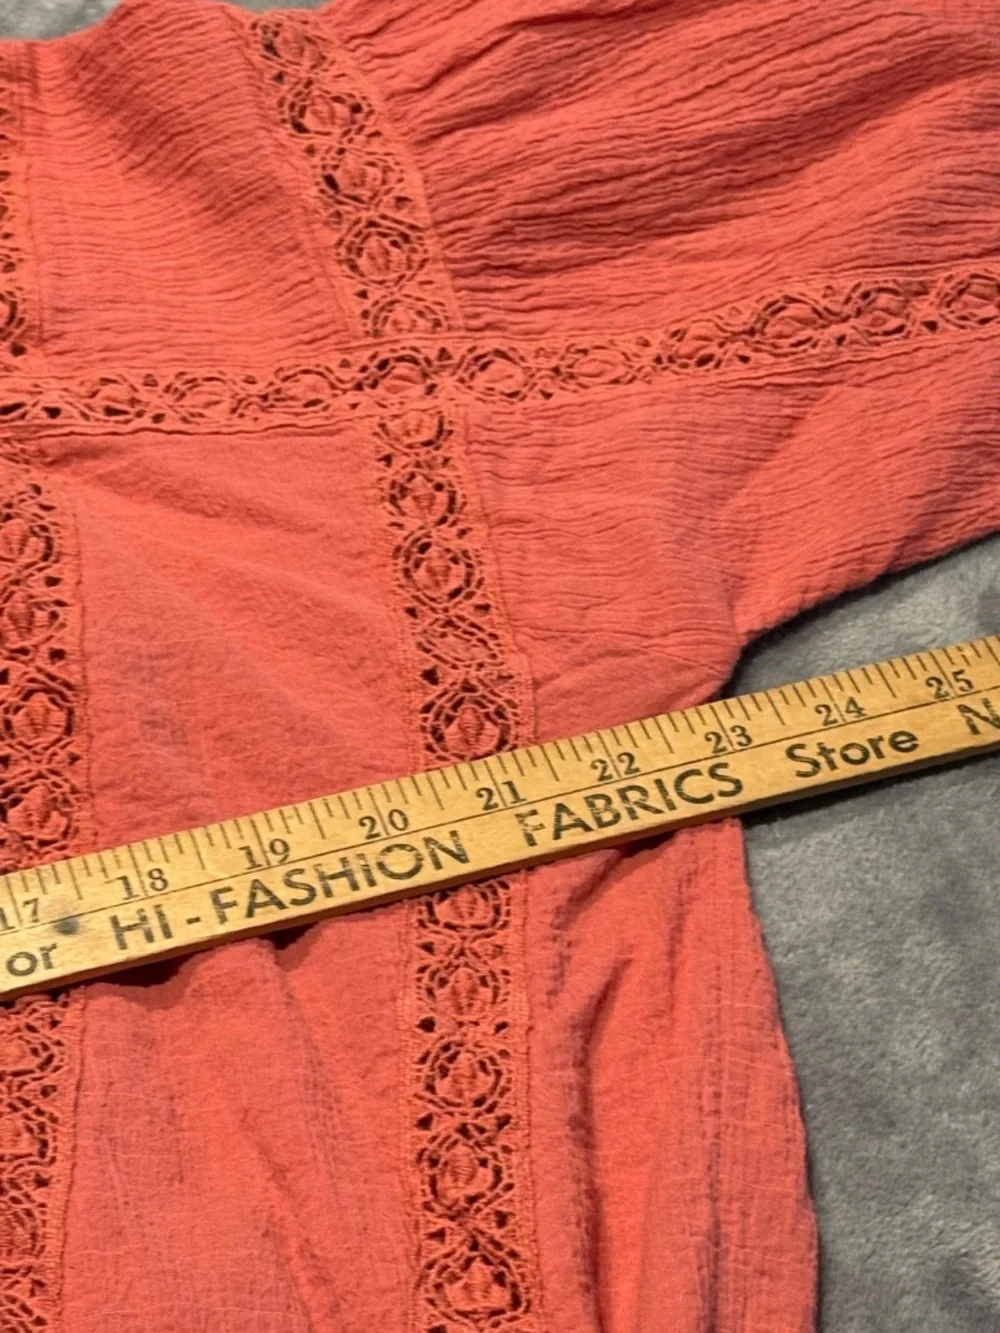 17 18 19 20 21 22 23 24 25
or HI-FASHION FABRICS Store N